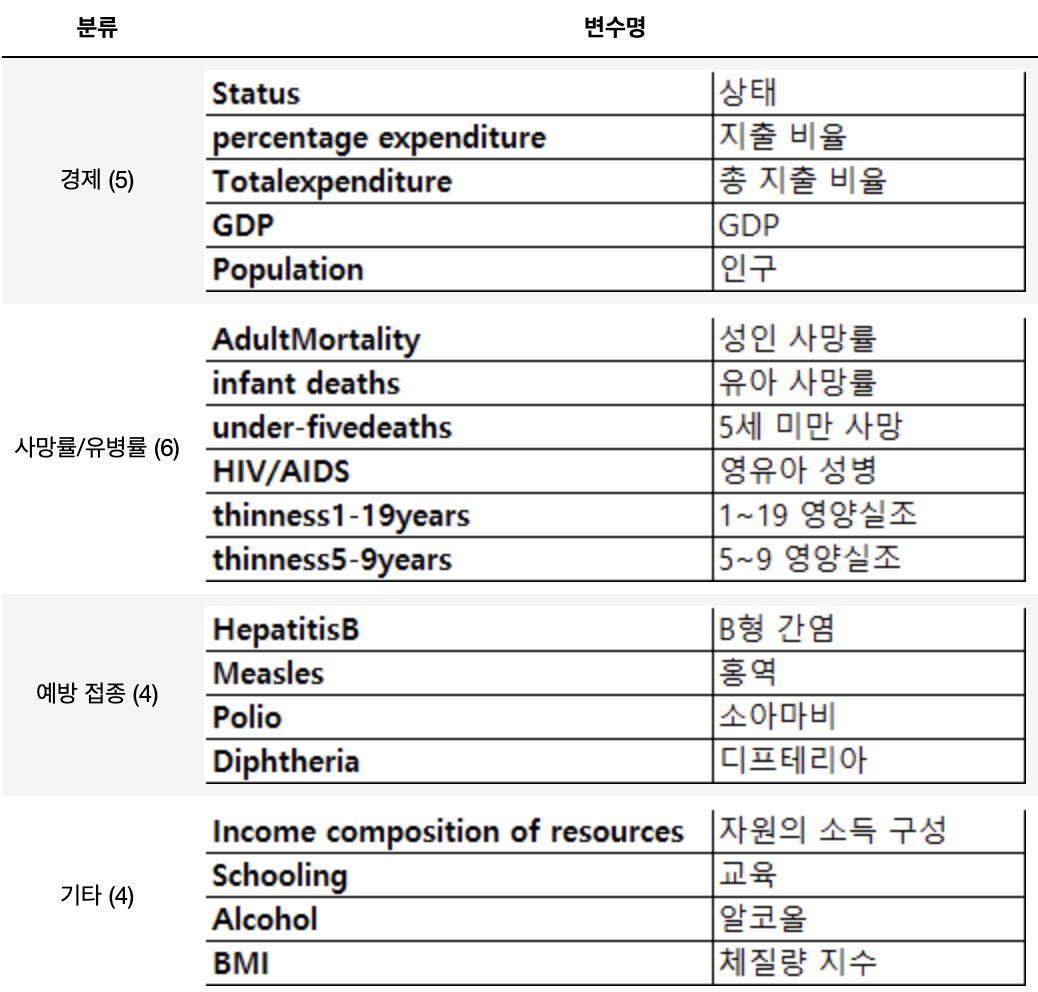 분류 변수명
경제 (5)
Status 상태
percentage expenditure 지출 비율
Totalexpenditure 총 지출 비율
GDP GDP
Population 인구
사망률/유병률 (6)
AdultMortality 성인 사망률
infant deaths 유아 사망률
under-fivedeaths 5세 미만 사망
HIV/AIDS 영유아 성병
thinness1-19years 1~19 영양실조
thinness5-9years 5~9 영양실조
예방 접종 (4)
HepatitisB B형 간염
Measles 홍역
Polio 소아마비
Diphtheria 디프테리아
기타 (4)
Income composition of resources 자원의 소득 구성
Schooling 교육
Alcohol 알코올
BMI 체질량 지수